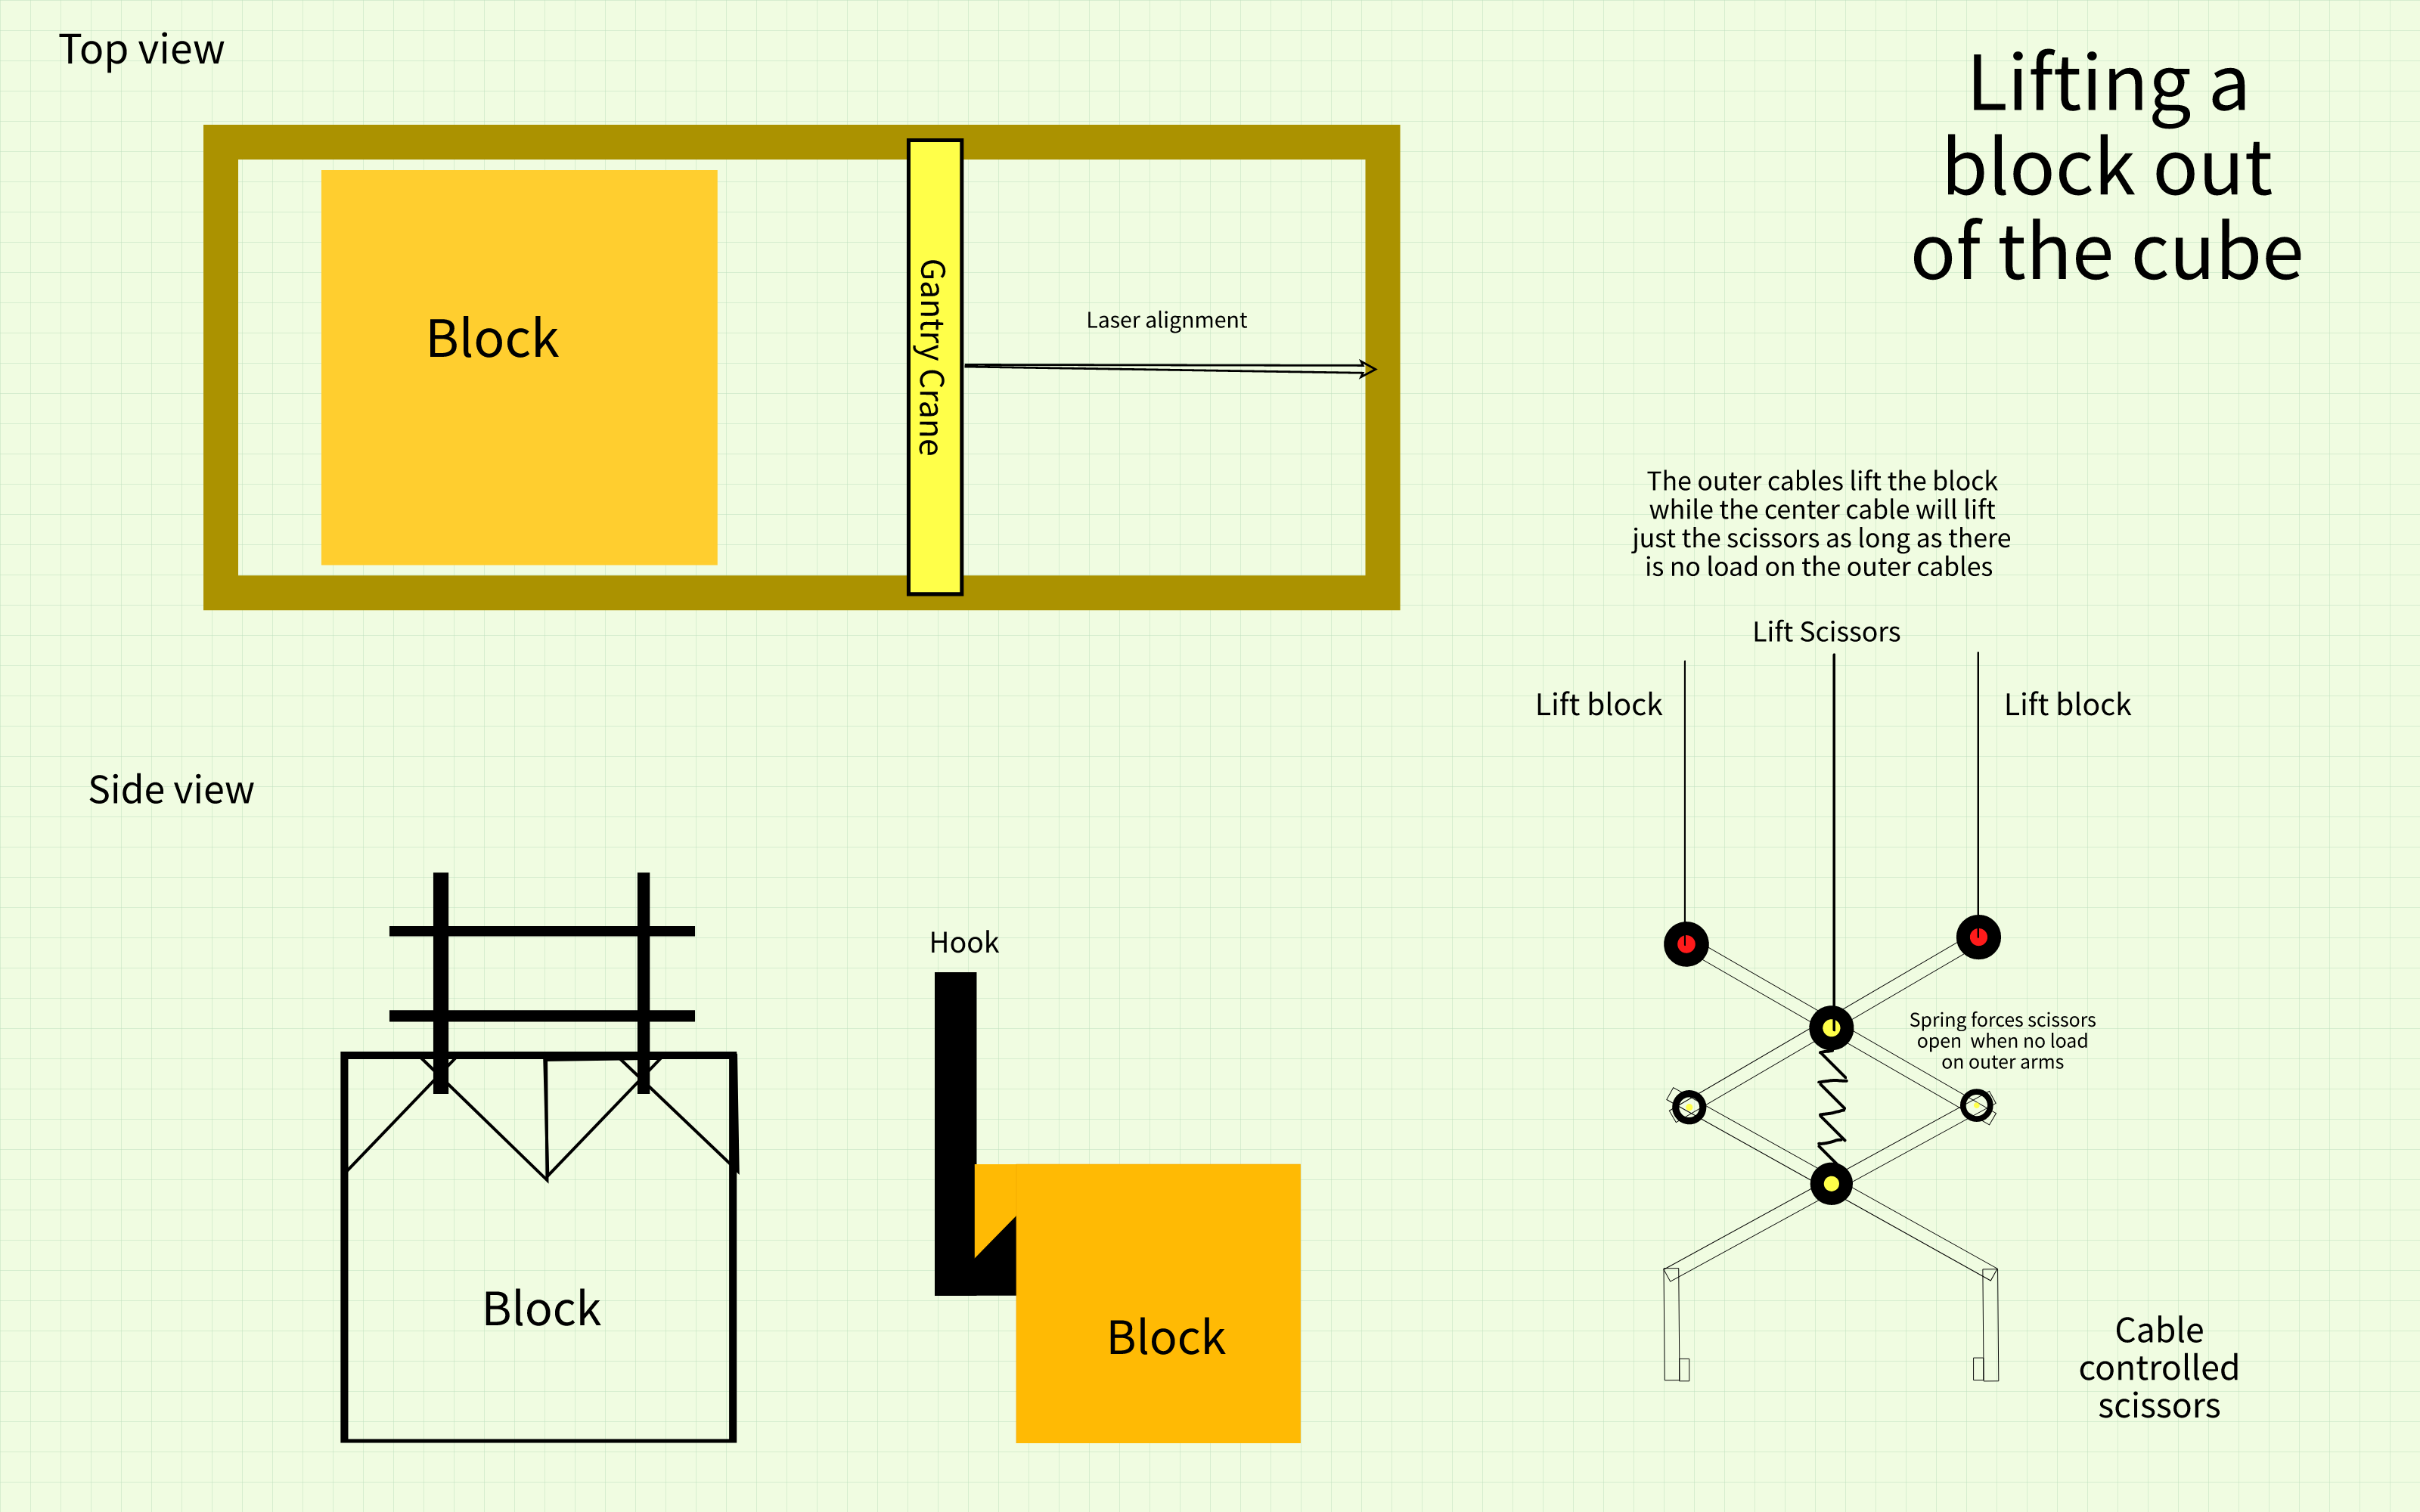 Top view
Lifting a
block out
of the cube
Block
Gantry Crane
Laser alignment
The outer cables lift the block
while the center cable will lift
just the scissors as long as there
is no load on the outer cables
Lift Scissors
Lift block
Lift block
Side view
Hook
Spring forces scissors
open  when no load
on outer arms
Block
Block
Cable
controlled
scissors